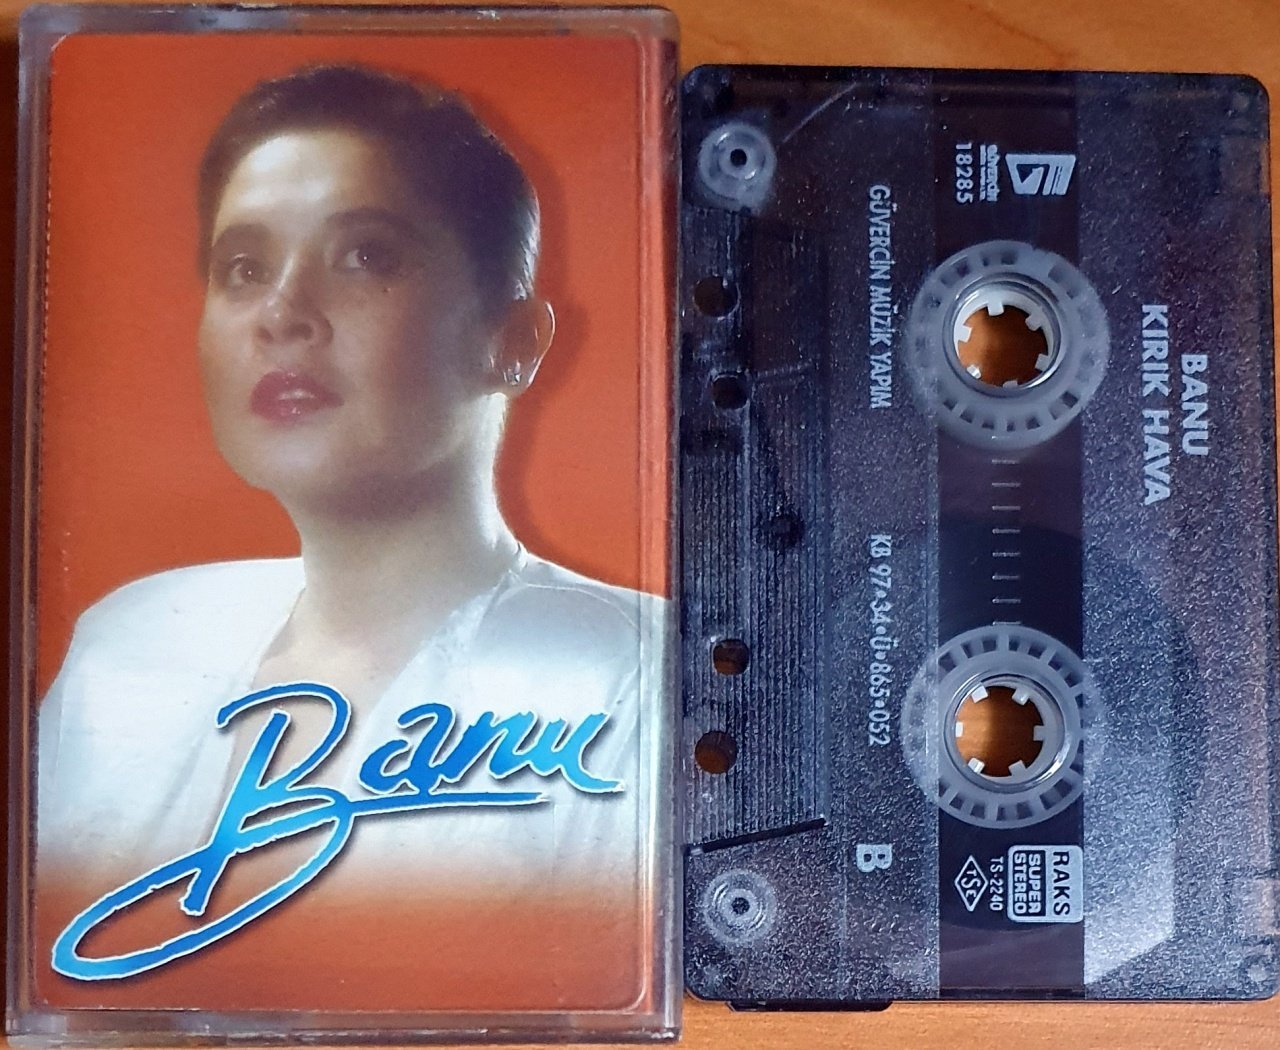 Banu
BANU
KIRIK HAVA
GÜVERCİN
18285
GÜVERCİN MÜZİK YAPIM
KB 97•34•Ü•865•052
B
RAKS
SUPER
STEREO
TS-2240
TSE